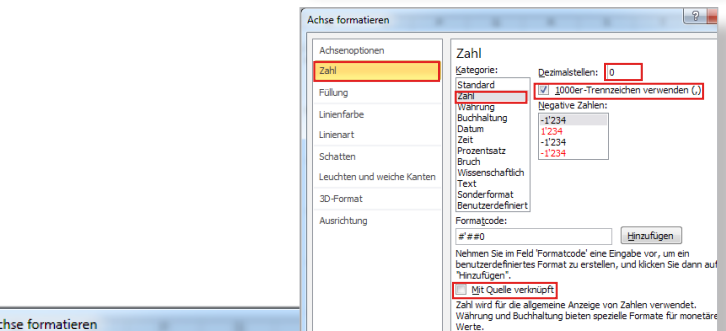 Achse formatieren
Achsenoptionen
Zahl
Füllung
Linienfarbe
Linienart
Schatten
Leuchten und weiche Kanten
3D-Format
Ausrichtung
Zahl
Kategorie:
Standard
Zahl
Währung
Buchhaltung
Datum
Zeit
Prozentsatz
Bruch
Wissenschaftlich
Text
Sonderformat
Benutzerdefiniert
Dezimalstellen: 0
1000er-Trennzeichen verwenden (,)
Negative Zahlen:
-1'234
1'234
-1'234
-1'234
Formatcode:
#'##0
Hinzufügen
Nehmen Sie im Feld 'Formatcode' eine Eingabe vor, um ein
benutzerdefiniertes Format zu erstellen, und klicken Sie dann auf
"Hinzufügen".
Mit Quelle verknüpft
Zahl wird für die allgemeine Anzeige von Zahlen verwendet.
Währung und Buchhaltung bieten spezielle Formate für monetäre
Werte.
chse formatieren